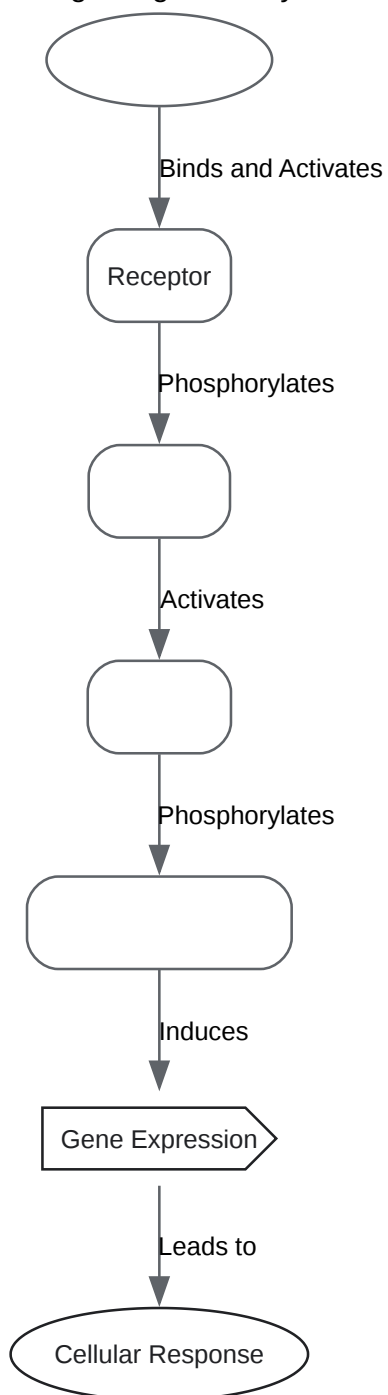 Binds and Activates
Receptor
Phosphorylates
Activates
Phosphorylates
Induces
Gene Expression
Leads to
Cellular Response